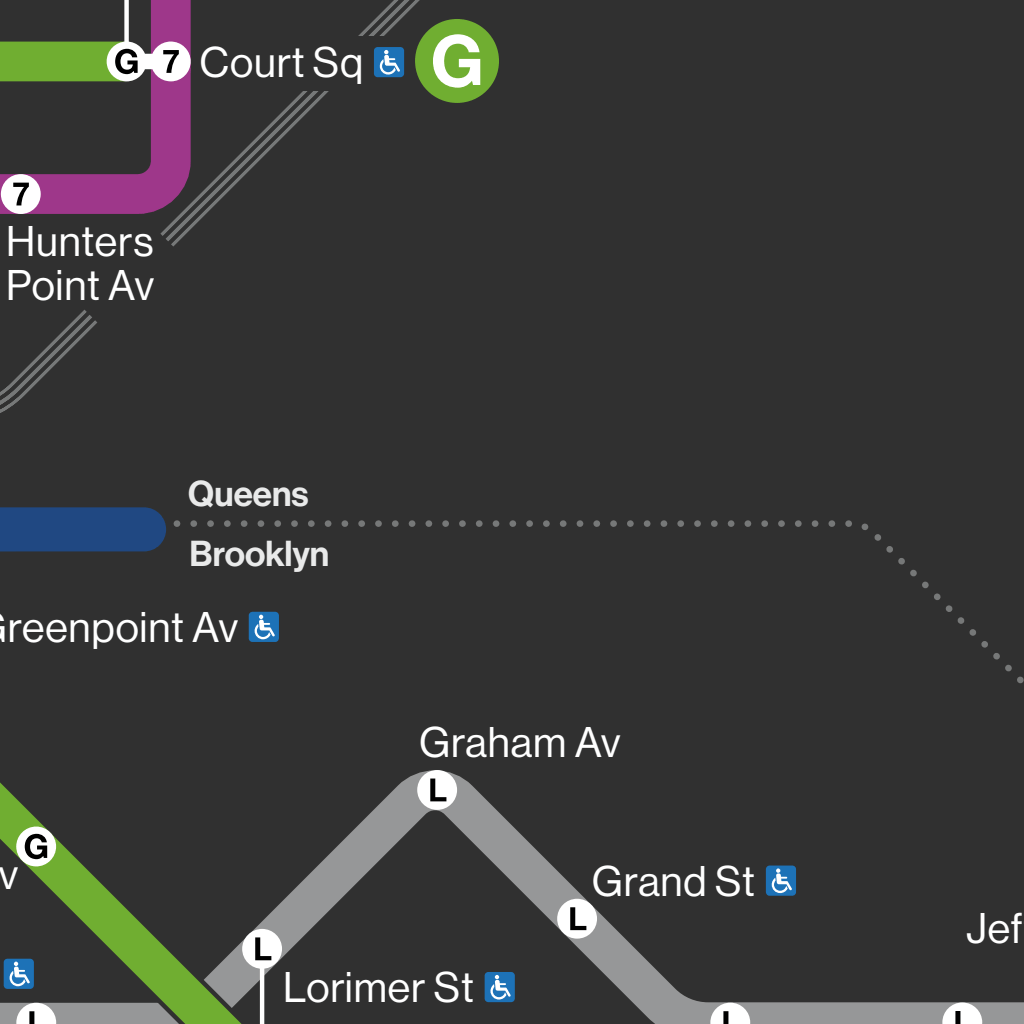 G 7 Court Sq G
7
Hunters
Point Av
Queens
Brooklyn
Greenpoint Av
Graham Av
L
G
Grand St
L
L
Lorimer St
L
L
L